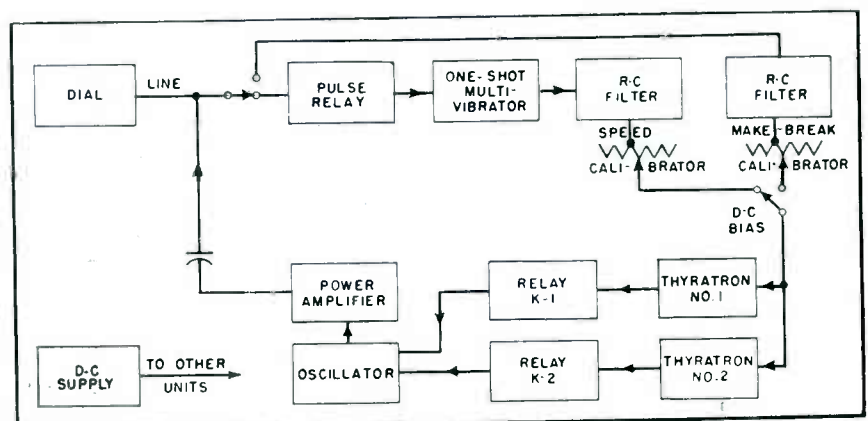 DIAL
LINE
PULSE
RELAY
ONE-SHOT
MULTI-
VIBRATOR
R-C
FILTER
R-C
FILTER
SPEED
CALI-BRATOR
MAKE-BREAK
CALI-BRATOR
D-C
BIAS
POWER
AMPLIFIER
RELAY
K-1
THYRATRON
NO.1
D-C
SUPPLY
TO OTHER
UNITS
OSCILLATOR
RELAY
K-2
THYRATRON
NO.2